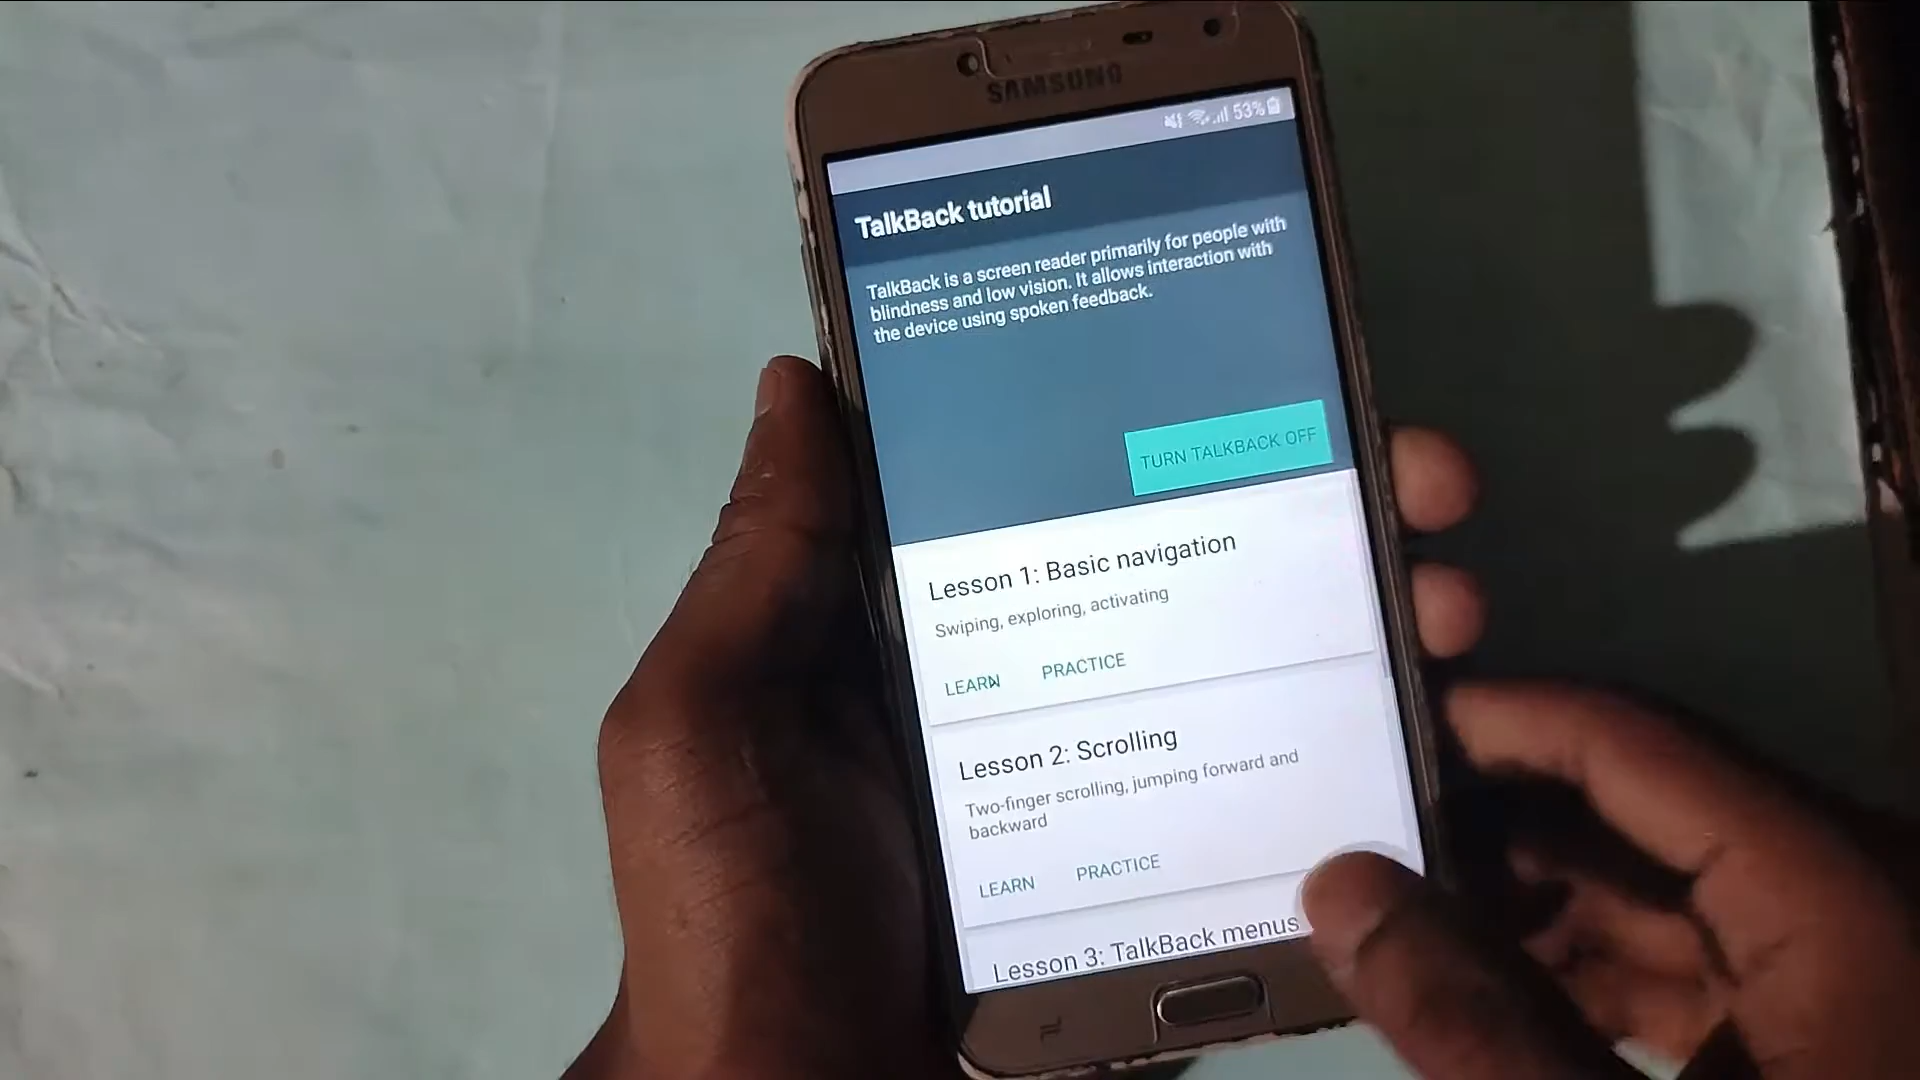 SAMSUNG
53%
TalkBack tutorial
TalkBack is a screen reader primarily for people with
blindness and low vision. It allows interaction with
the device using spoken feedback.
TURN TALKBACK OFF
Lesson 1: Basic navigation
Swiping, exploring, activating
LEARN PRACTICE
Lesson 2: Scrolling
Two-finger scrolling, jumping forward and
backward
LEARN PRACTICE
Lesson 3: TalkBack menus